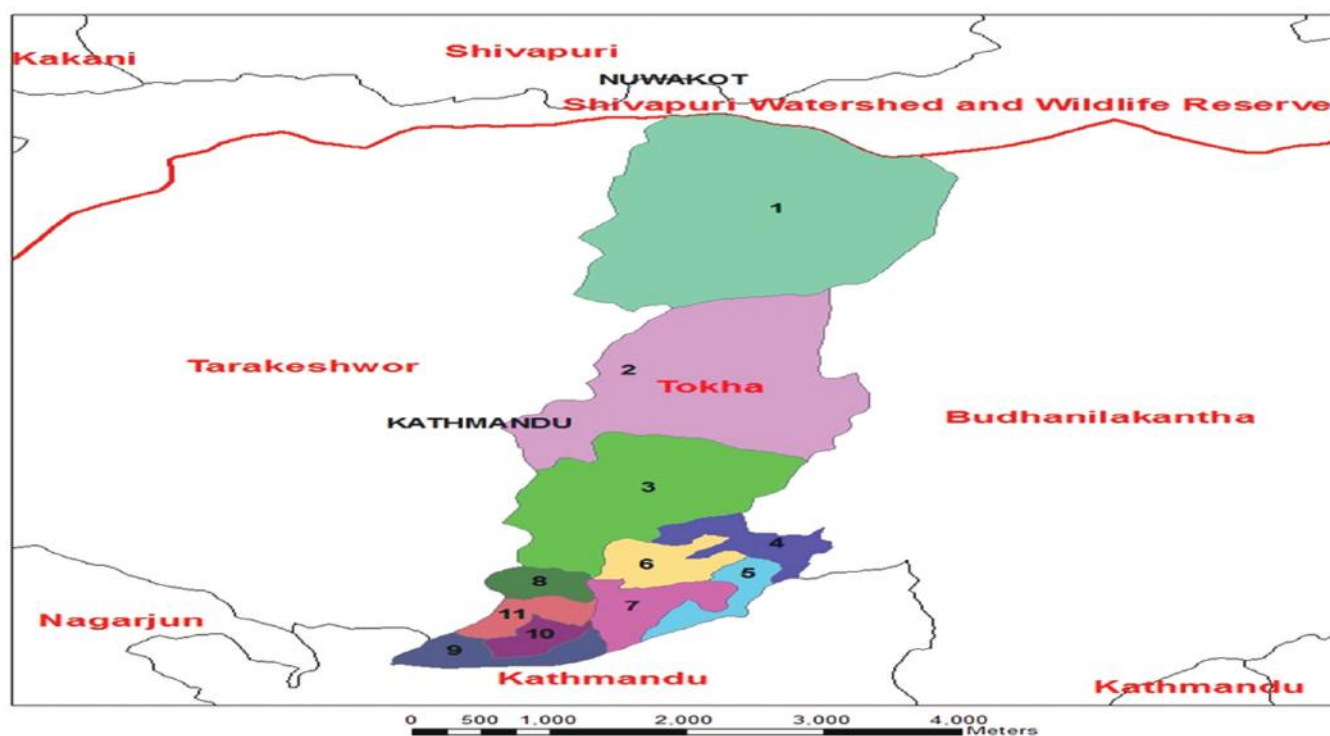 Shivapuri
Kakani
NUWAKOT
Shivapuri Watershed and Wildlife Reserve
1
Tarakeshwor
2
Tokha
KATHMANDU
Budhanilakantha
3
4
6
5
8
7
11
Nagarjun
10
9
Kathmandu
Kathmandu
0 500 1,000 2,000 3,000 4,000
Meters